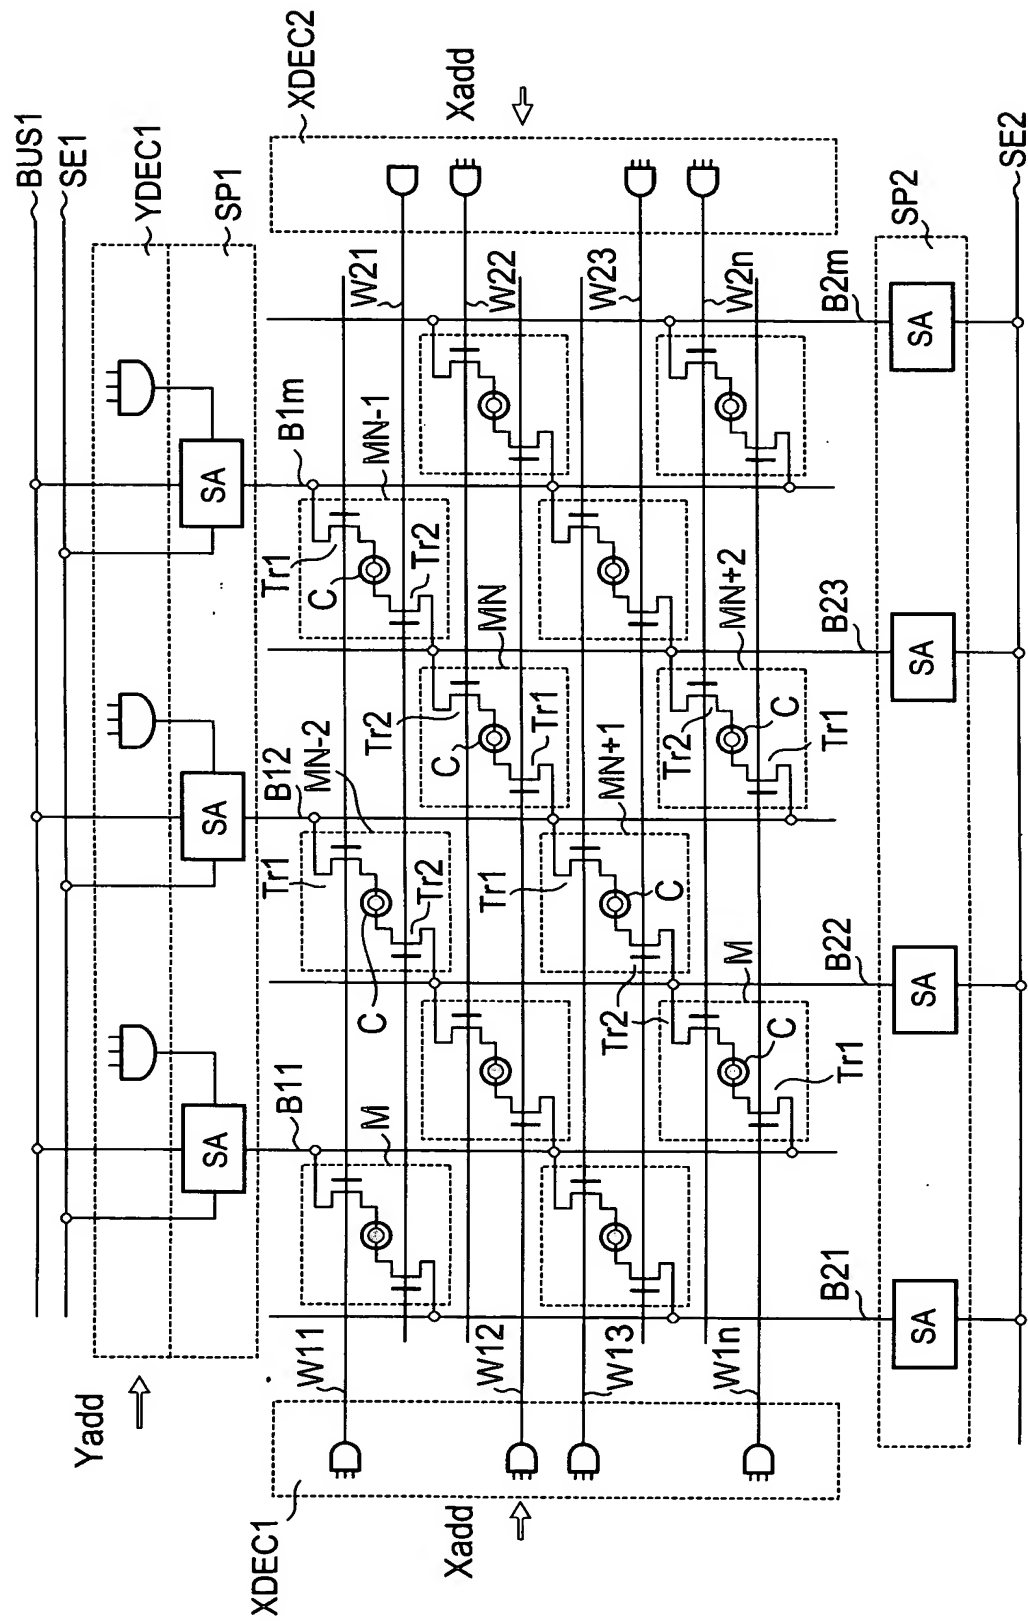 BUS1
SE1
YDEC1
SP1
Yadd
SA
SA
SA
XDEC2
Xadd
XDEC1
Xadd
B11
B12
B1m
M
MN-2
MN-1
Tr1
C
Tr2
Tr1
C
Tr2
W11
W21
W12
W22
W13
W23
W1n
W2n
MN
Tr2
C
Tr1
MN+1
Tr1
C
Tr2
M
C
Tr1
MN+2
Tr2
C
Tr1
B21
B22
B23
B2m
SP2
SA
SA
SA
SA
SE2